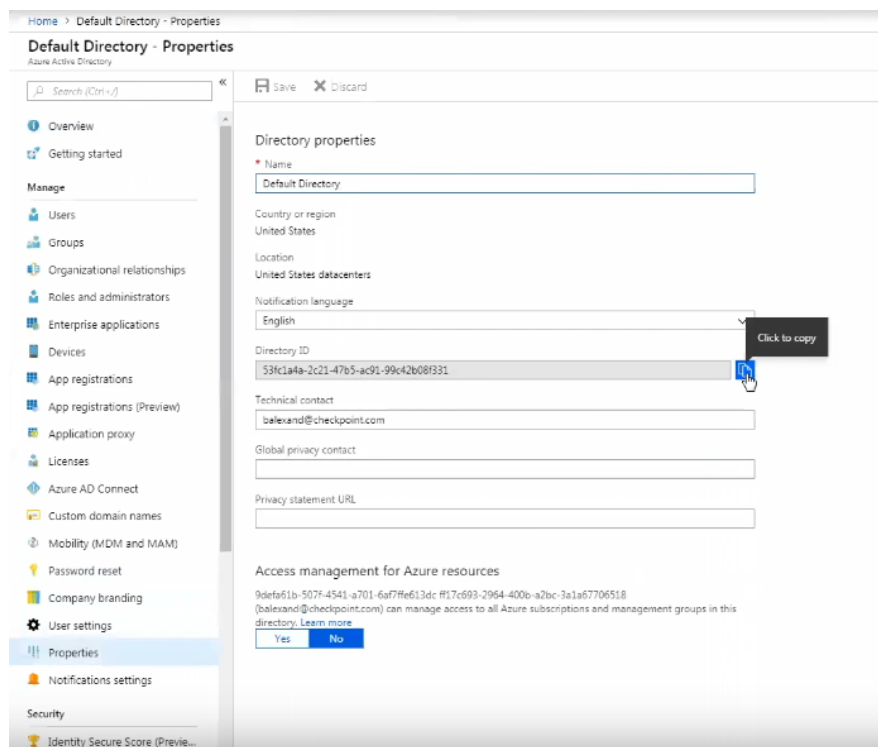 Home > Default Directory - Properties
Default Directory - Properties
Azure Active Directory
Search (Ctrl+/)
«
Save
Discard
Overview
Getting started
Manage
Users
Groups
Organizational relationships
Roles and administrators
Enterprise applications
Devices
App registrations
App registrations (Preview)
Application proxy
Licenses
Azure AD Connect
Custom domain names
Mobility (MDM and MAM)
Password reset
Company branding
User settings
Properties
Notifications settings
Security
Identity Secure Score (Previe...
Directory properties
* Name
Default Directory
Country or region
United States
Location
United States datacenters
Notification language
English
Directory ID
53fc1a4a-2c21-47b5-ac91-99c42b08f331
Click to copy
Technical contact
balexand@checkpoint.com
Global privacy contact
Privacy statement URL
Access management for Azure resources
9defa61b-507f-4541-a701-6af7ffe613dc ff17c693-2964-400b-a2bc-3a1a67706518
(balexand@checkpoint.com) can manage access to all Azure subscriptions and management groups in this
directory. Learn more
Yes No